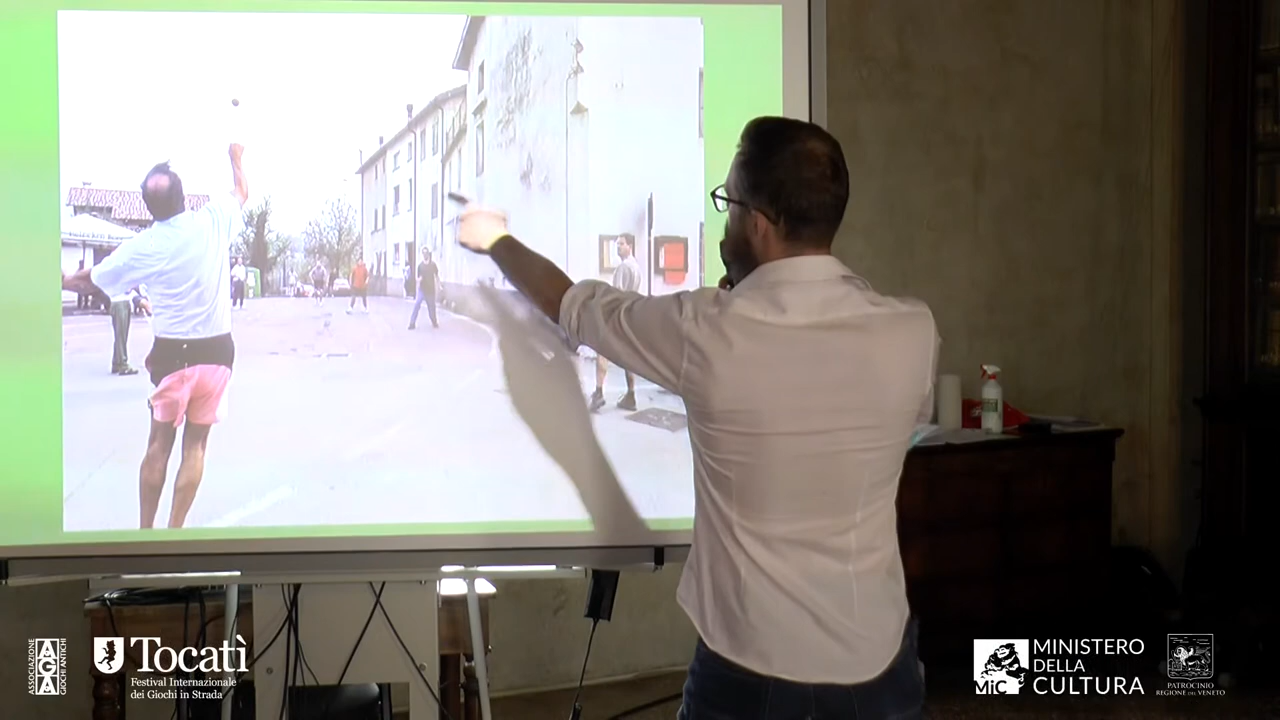 ASSOCIAZIONE
AGA
GIOCHI ANTICHI
Tocatì
Festival Internazionale
dei Giochi in Strada
MiC
MINISTERO
DELLA
CULTURA
PATROCINIO
REGIONE DEL VENETO